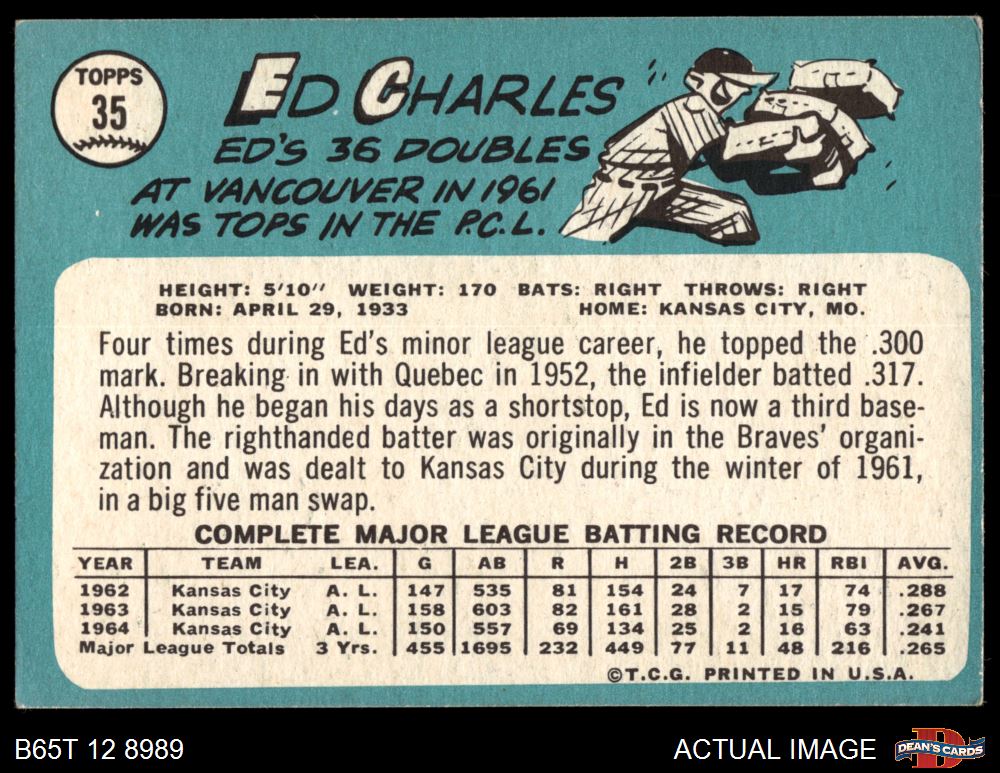 TOPPS
35
ED CHARLES
ED'S 36 DOUBLES
AT VANCOUVER IN 1961
WAS TOPS IN THE P.C.L.
HEIGHT: 5'10" WEIGHT: 170 BATS: RIGHT THROWS: RIGHT
BORN: APRIL 29, 1933 HOME: KANSAS CITY, MO.
Four times during Ed's minor league career, he topped the .300
mark. Breaking in with Quebec in 1952, the infielder batted .317.
Although he began his days as a shortstop, Ed is now a third base-
man. The righthanded batter was originally in the Braves' organi-
zation and was dealt to Kansas City during the winter of 1961,
in a big five man swap.
COMPLETE MAJOR LEAGUE BATTING RECORD
YEAR TEAM LEA. G AB R H 2B 3B HR RBI AVG.
1962 Kansas City A. L. 147 535 81 154 24 7 17 74 .288
1963 Kansas City A. L. 158 603 82 161 28 2 15 79 .267
1964 Kansas City A. L. 150 557 69 134 25 2 16 63 .241
Major League Totals 3 Yrs. 455 1695 232 449 77 11 48 216 .265
©T.C.G. PRINTED IN U.S.A.
B65T 12 8989 ACTUAL IMAGE D DEAN'S CARDS